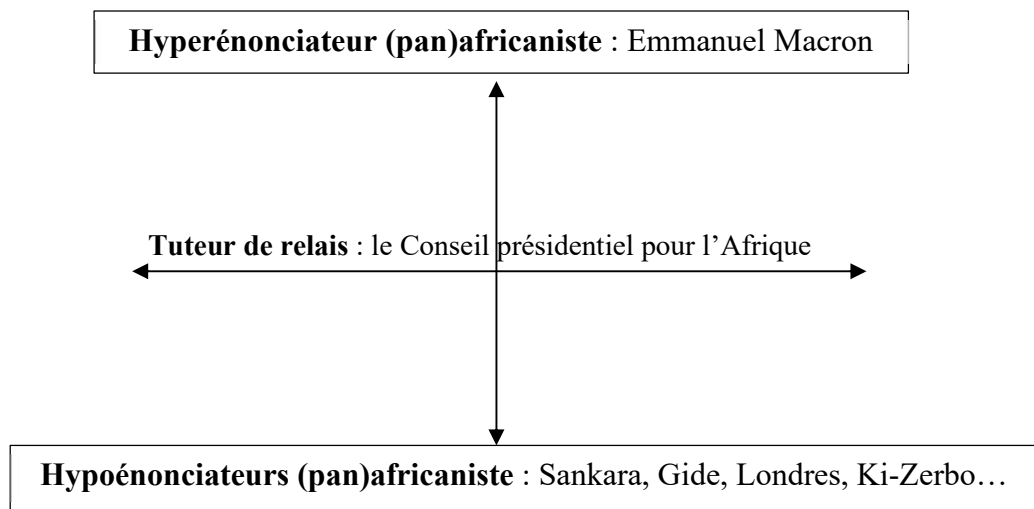 Hyperénonciateur (pan)africaniste : Emmanuel Macron
Tuteur de relais : le Conseil présidentiel pour l’Afrique
Hypoénonciateurs (pan)africaniste : Sankara, Gide, Londres, Ki-Zerbo…